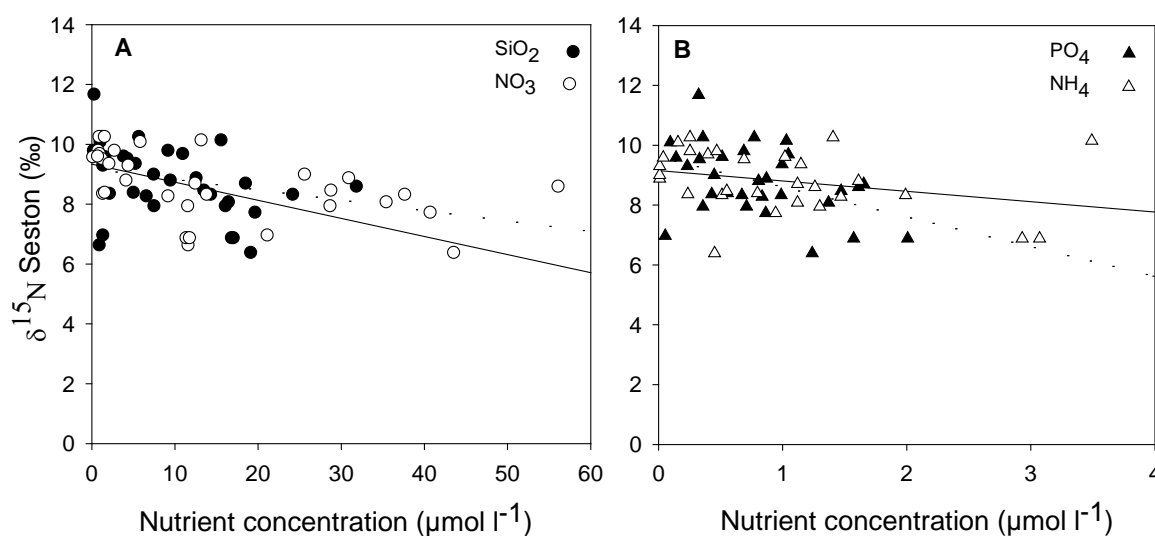 A
SiO2
NO3
B
PO4
NH4
14
12
10
8
6
4
2
0
δ15N Seston (‰)
0 10 20 30 40 50 60
Nutrient concentration (µmol l-1)
14
12
10
8
6
4
2
0
0 1 2 3 4
Nutrient concentration (µmol l-1)